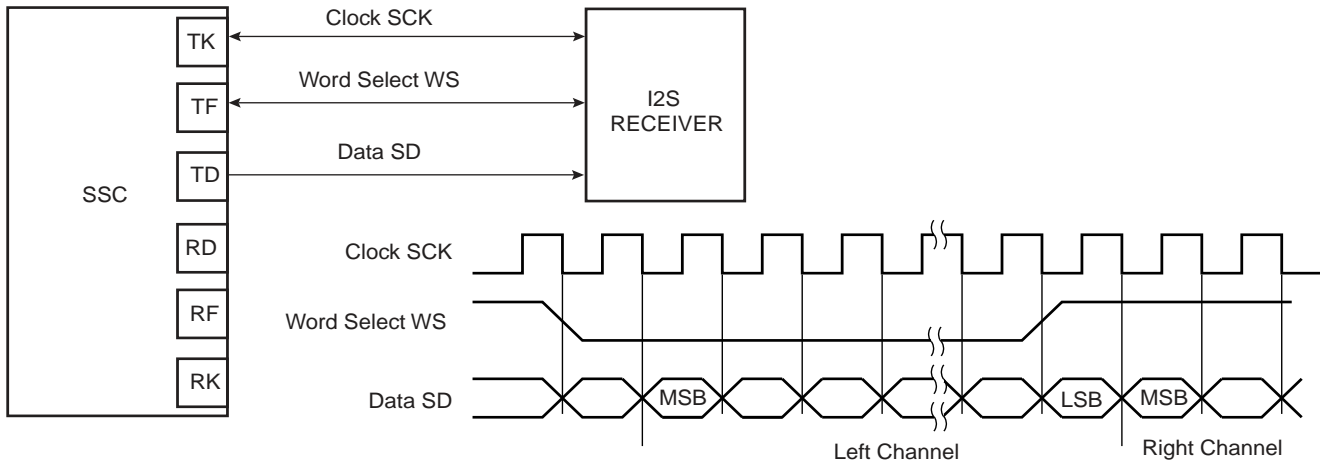 Clock SCK
TK
Word Select WS
TF
I2S
RECEIVER
Data SD
TD
SSC
RD
Clock SCK
RF
Word Select WS
RK
Data SD
MSB
LSB
MSB
Left Channel
Right Channel